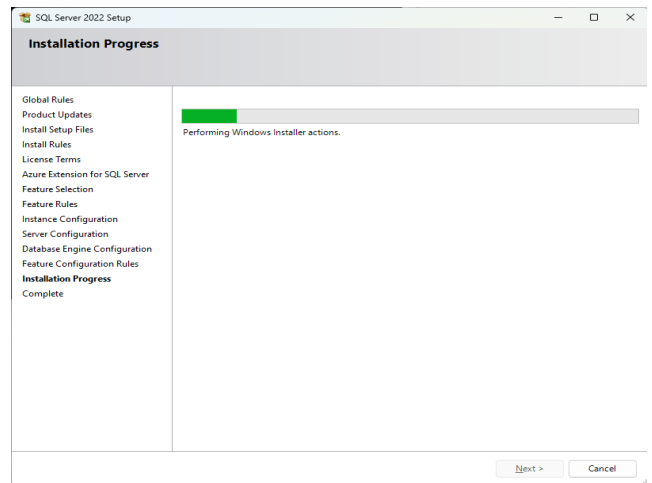 SQL Server 2022 Setup
Installation Progress
Global Rules
Product Updates
Install Setup Files
Install Rules
License Terms
Azure Extension for SQL Server
Feature Selection
Feature Rules
Instance Configuration
Server Configuration
Database Engine Configuration
Feature Configuration Rules
Installation Progress
Complete
Performing Windows Installer actions.
Next >
Cancel